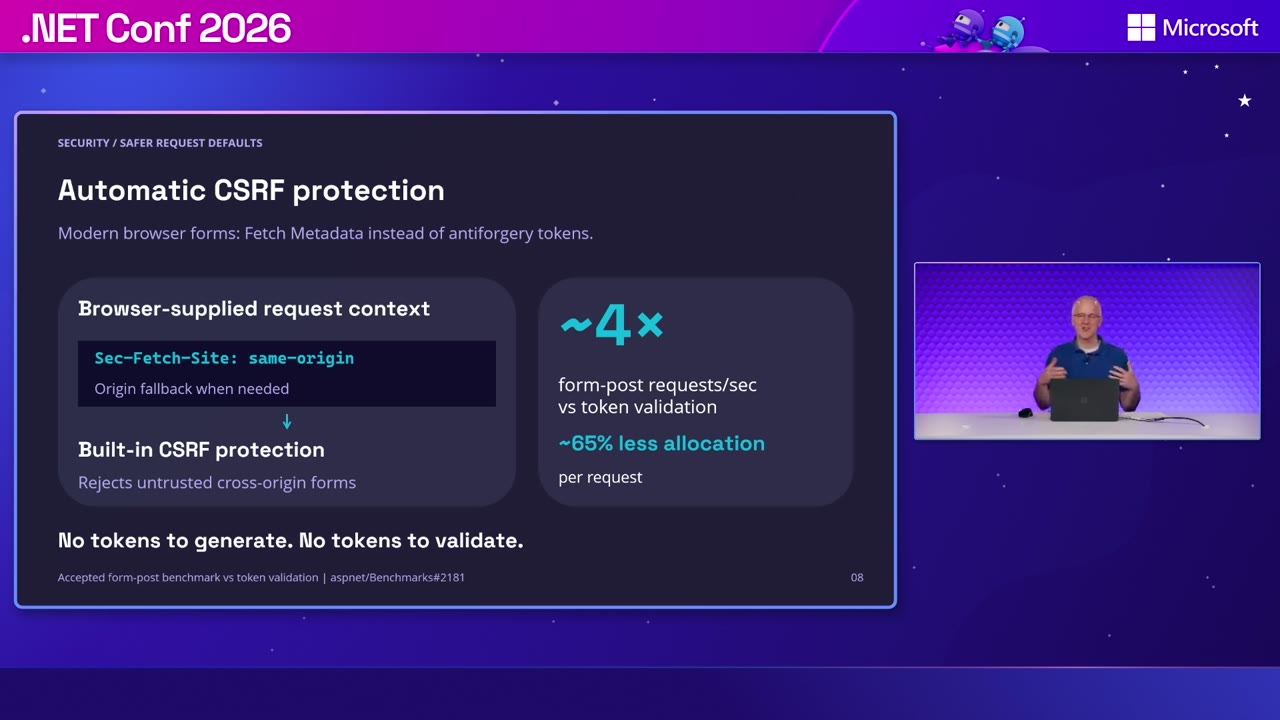 .NET Conf 2026
Microsoft
SECURITY / SAFER REQUEST DEFAULTS
Automatic CSRF protection
Modern browser forms: Fetch Metadata instead of antiforgery tokens.
Browser-supplied request context
Sec-Fetch-Site: same-origin
Origin fallback when needed
↓
Built-in CSRF protection
Rejects untrusted cross-origin forms
~4×
form-post requests/sec
vs token validation
~65% less allocation
per request
No tokens to generate. No tokens to validate.
Accepted form-post benchmark vs token validation | aspnet/Benchmarks#2181
08